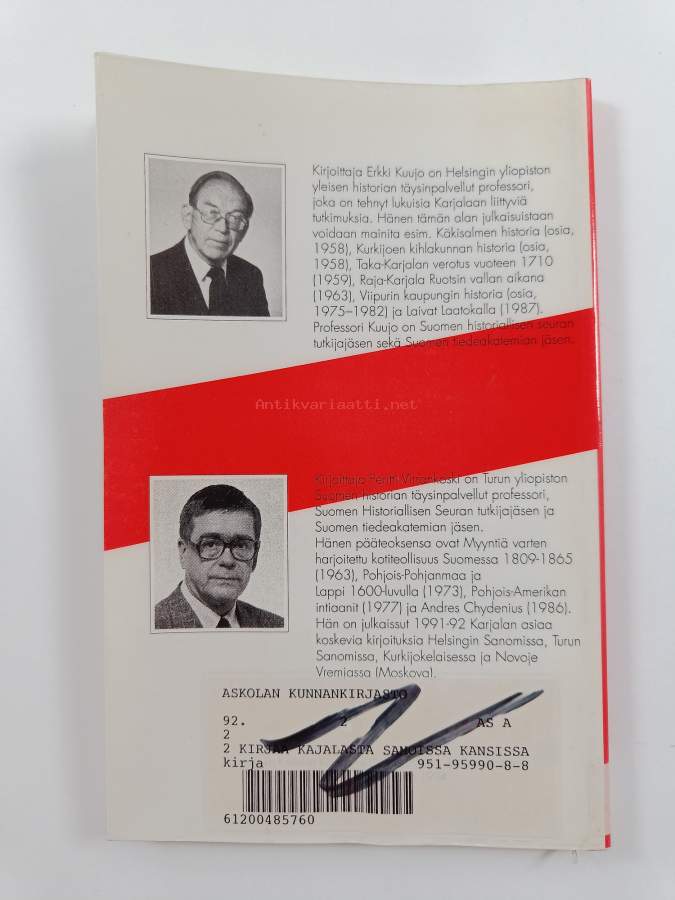 Kirjoittaja Erkki Kuujo on Helsingin yliopiston
yleisen historian täysinpalvellut professori,
joka on tehnyt lukuisia Karjalaan liittyviä
tutkimuksia. Hänen tämän alan julkaisuistaan
voidaan mainita esim. Käkisalmen historia (osia,
1958), Kurkijoen kihlakunnan historia (osia,
1958), Taka-Karjalan verotus vuoteen 1710
(1959), Raja-Karjala Ruotsin vallan aikana
(1963), Viipurin kaupungin historia (osia,
1975–1982) ja Laivat Laatokalla (1987).
Professori Kuujo on Suomen historiallisen seuran
tutkijajäsen sekä Suomen tiedeakatemian jäsen.
Antikvariaatti.net
Kirjoittaja Pentti Virrankoski on Turun yliopiston
Suomen historian täysinpalvellut professori,
Suomen Historiallisen Seuran tutkijajäsen ja
Suomen tiedeakatemian jäsen.
Hänen pääteoksensa ovat Myyntiä varten
harjoitettu kotiteollisuus Suomessa 1809-1865
(1963), Pohjois-Pohjanmaa ja
Lappi 1600-luvulla (1973), Pohjois-Amerikan
intiaanit (1977) ja Andres Chydenius (1986).
Hän on julkaissut 1991-92 Karjalan asiaa
koskevia kirjoituksia Helsingin Sanomissa, Turun
Sanomissa, Kurkijokelaisessa ja Novoje
Vremiassa (Moskova).
ASKOLAN KUNNANKIRJASTO
92. 2 AS A
2
2 KIRJAA KAJALASTA SAMOISSA KANSISSA
kirja 951-95990-8-8
61200485760